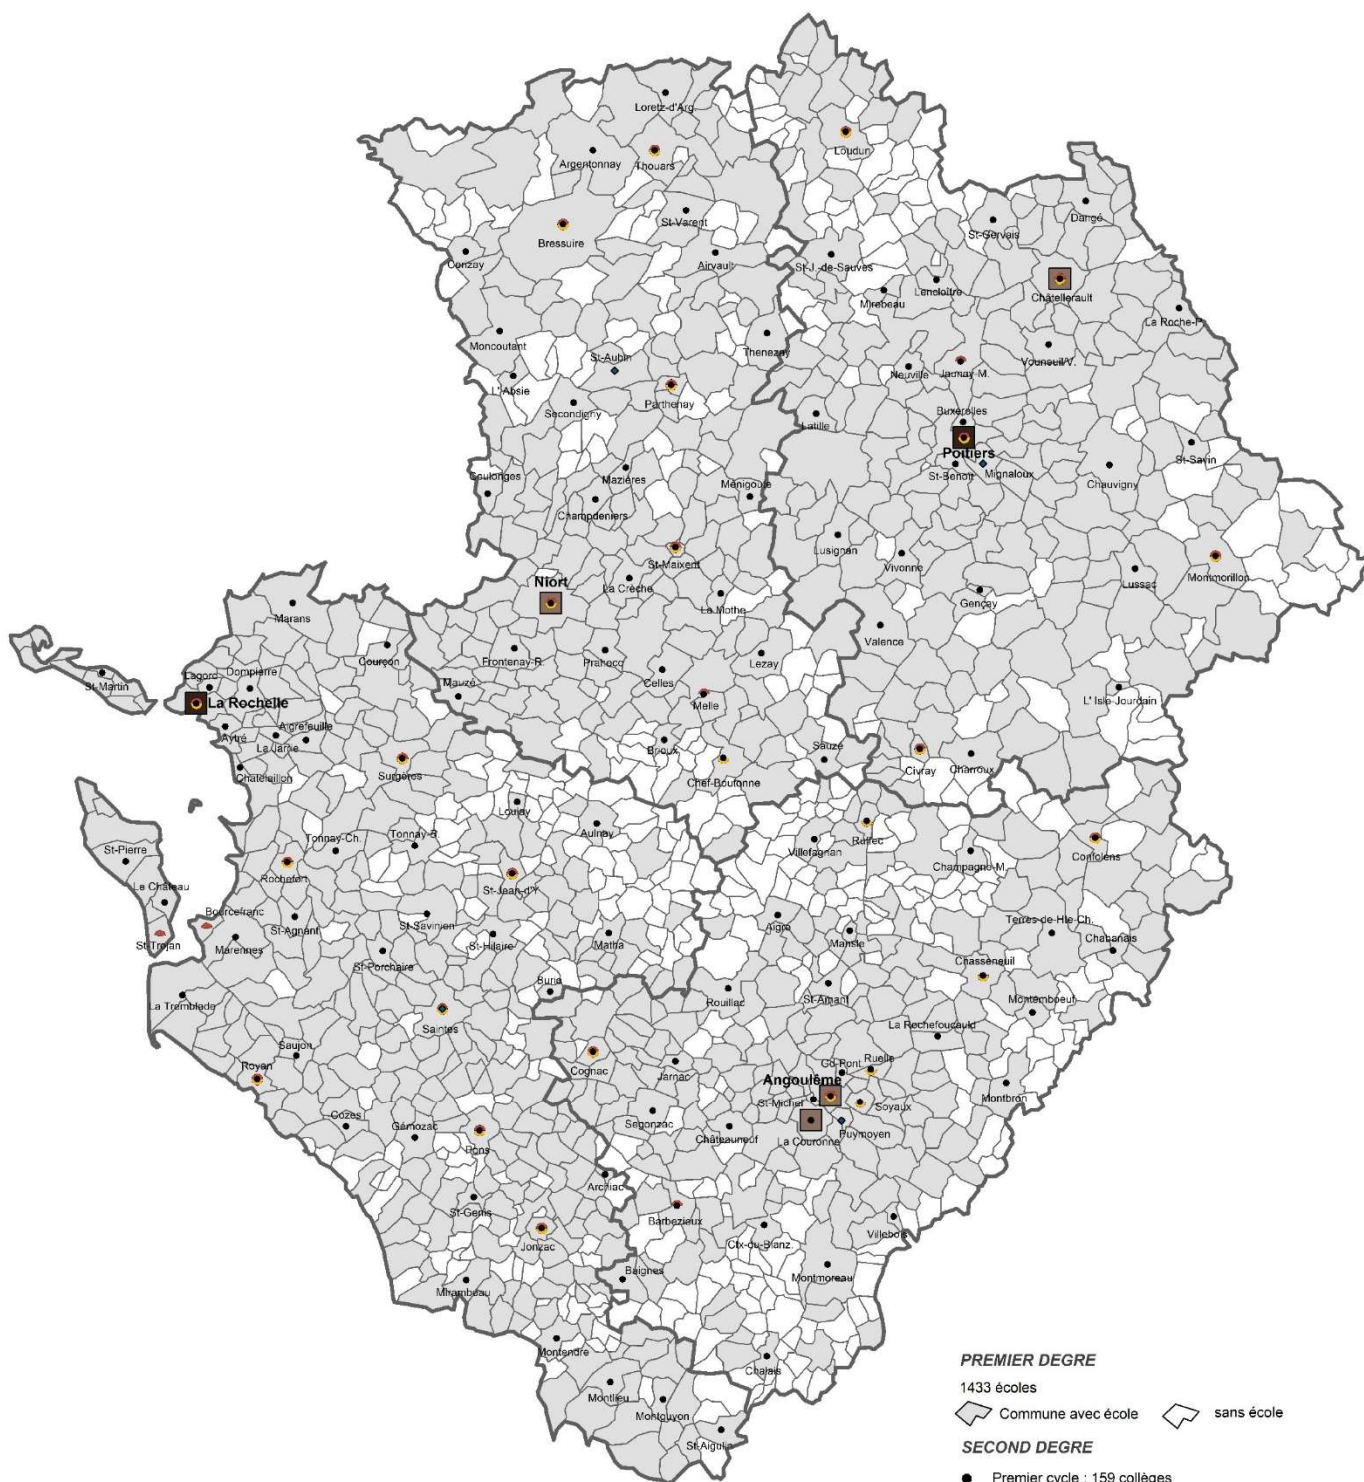 Loretz-d'Arg.
Argentonnay
Thouars
Loudun
St-Varent
Bressuire
Cerizay
Airvault
Dangé
St-Gervais
St-J.-de-Sauves
Mirebeau
Lencloître
Châtellerault
La Roche-P.
Moncoutant
St-Aubin
Thenezay
L'Absie
Secondigny
Parthenay
Neuville
Jaunay-M.
Vouneuil/V.
Latillé
Buxerolles
Poitiers
St-Benoît
Mignaloux
Chauvigny
St-Savin
Coulonges
Mazières
Champdeniers
Ménigoute
Lusignan
Vivonne
Gençay
Lussac
Montmorillon
St-Maixent
Niort
La Crèche
La Mothe
Valence
L'Isle-Jourdain
Marans
Courçon
Frontenay-R.
Prahecq
Celles
Lezay
Mauzé
Melle
St-Martin
Lagord
Dompierre
La Rochelle
Aytré
La Jarrie
Aigrefeuille
Chatelaillon
Surgères
Brioux
Chef-Boutonne
Sauzé
Civray
Charroux
Loulay
Aulnay
Villefagnan
Ruffec
Champagne-M.
Confolens
St-Pierre
Le Château
St-Trojan
Bourcefranc
Marennes
Tonnay-Ch.
Tonnay-B.
Rochefort
St-Agnant
St-Jean-d'Y
St-Savinien
St-Hilaire
Matha
Aigre
Mansle
Terres-de-Hte-Ch.
Chabanais
Chasseneuil
St-Porchaire
Burie
La Tremblade
Saintes
Rouillac
St-Amant
Montemboeuf
La Rochefoucauld
Saujon
Royan
Cognac
Jarnac
Gd-Pont
Ruelle
Angoulême
St-Michel
Soyaux
Montbron
Cozes
Gémozac
Pons
Segonzac
Châteauneuf
La Couronne
Puymoyen
Archiac
St-Genis
Barbezieux
Villebois
Jonzac
Ctx-du-Blanz.
Baignes
Montmoreau
Mirambeau
Montendre
Chalais
Montlieu
Montguyon
St-Aigulin
PREMIER DEGRE
1433 écoles
Commune avec école sans école
SECOND DEGRE
Premier cycle : 159 collèges